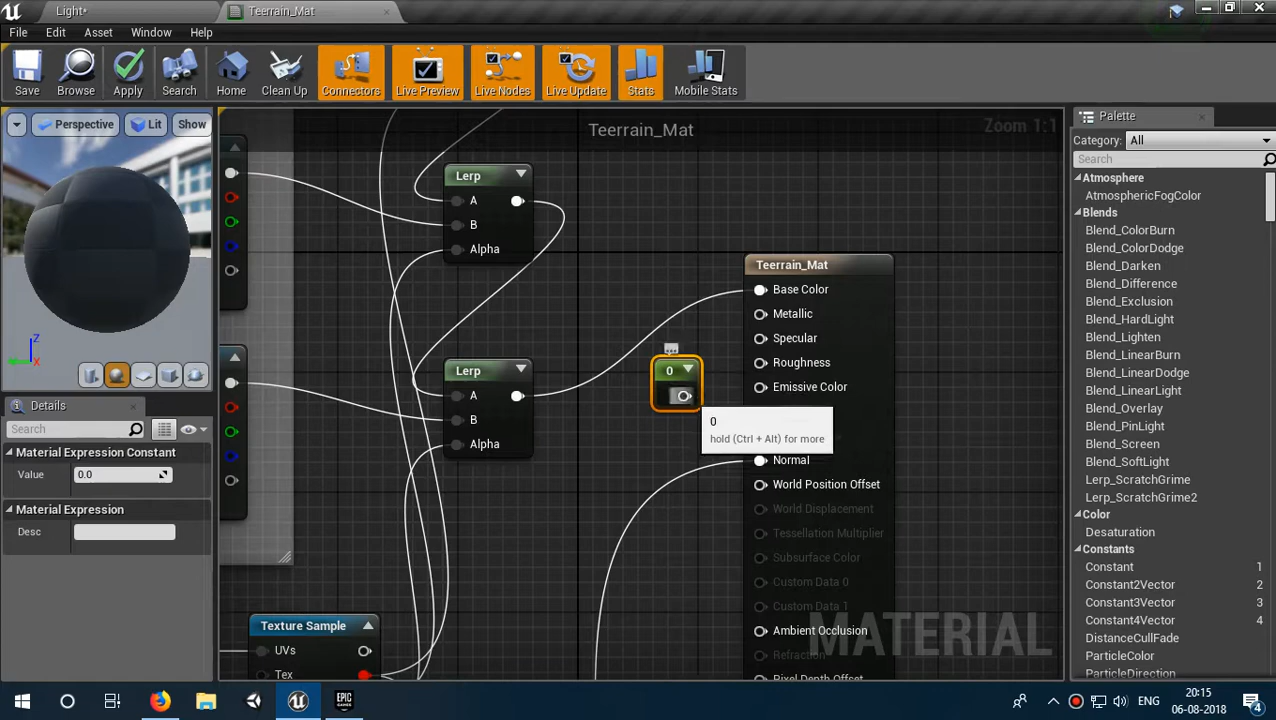 Light*
Teerrain_Mat
File Edit Asset Window Help
Save Browse Apply Search Home Clean Up Connectors Live Preview Live Nodes Live Update Stats Mobile Stats
Perspective Lit Show
Teerrain_Mat
Zoom 1:1
Palette
Category: All
Search
Atmosphere
AtmosphericFogColor
Blends
Blend_ColorBurn
Blend_ColorDodge
Blend_Darken
Blend_Difference
Blend_Exclusion
Blend_HardLight
Blend_Lighten
Blend_LinearBurn
Blend_LinearDodge
Blend_LinearLight
Blend_Overlay
Blend_PinLight
Blend_Screen
Blend_SoftLight
Lerp_ScratchGrime
Lerp_ScratchGrime2
Color
Desaturation
Constants
Constant 1
Constant2Vector 2
Constant3Vector 3
Constant4Vector 4
DistanceCullFade
ParticleColor
ParticleDirection
Lerp
A
B
Alpha
Lerp
A
B
Alpha
0
0
hold (Ctrl + Alt) for more
Teerrain_Mat
Base Color
Metallic
Specular
Roughness
Emissive Color
Normal
World Position Offset
World Displacement
Tessellation Multiplier
Subsurface Color
Custom Data 0
Custom Data 1
Ambient Occlusion
Refraction
Pixel Depth Offset
MATERIAL
Texture Sample
UVs
Tex
Z
X
Details
Search
MaterialExpression Constant
Value 0.0
Material Expression
Desc
ENG
20:15
06-08-2018
4
EPIC
GAMES